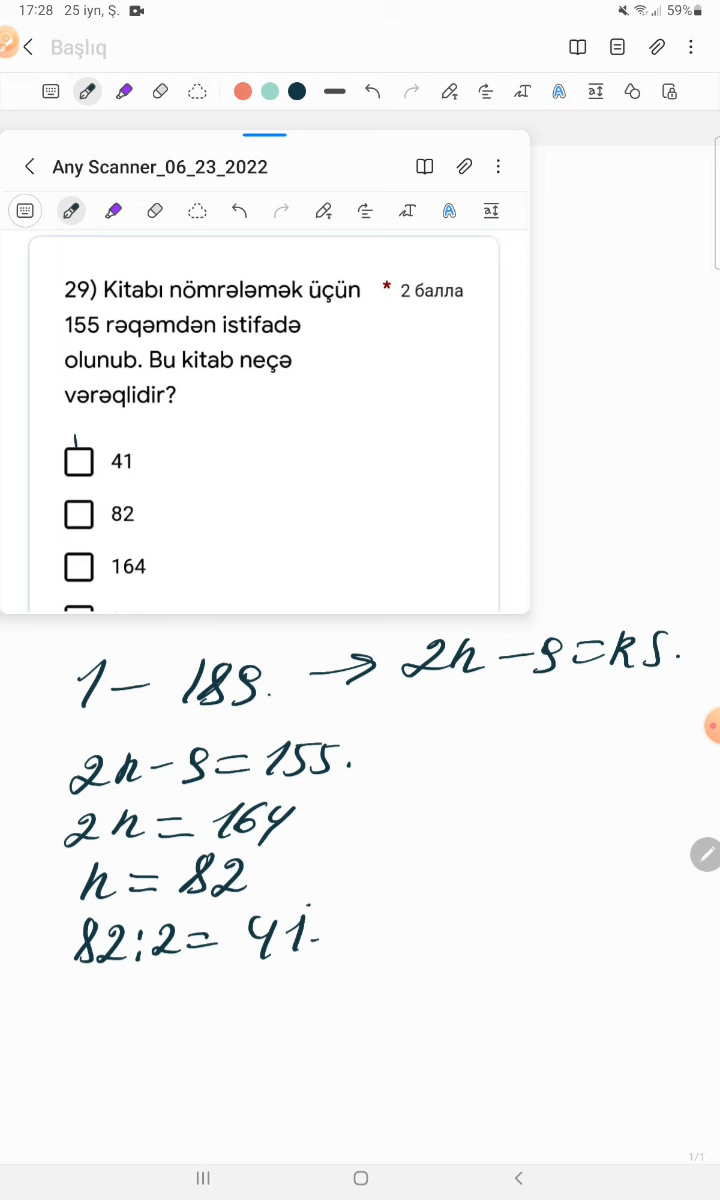 17:28 25 iyn, Ş. 59%
Başlıq
Any Scanner_06_23_2022
29) Kitabı nömrələmək üçün * 2 балла
155 rəqəmdən istifadə
olunub. Bu kitab neçə
vərəqlidir?
41
82
164
1 – 189. → 2n – 9 = RS.
2n – 9 = 155.
2n = 164
n = 82
82:2 = 41.
1/1